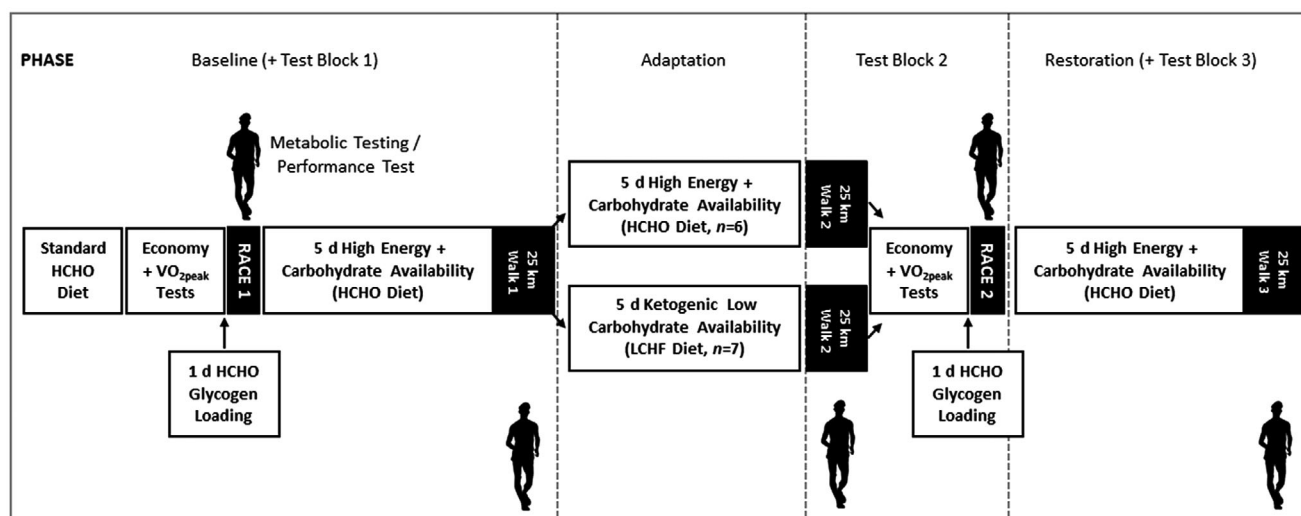 PHASE
Baseline (+ Test Block 1)
Adaptation
Test Block 2
Restoration (+ Test Block 3)
Metabolic Testing /
Performance Test
Standard
HCHO
Diet
Economy
+ VO2peak
Tests
RACE 1
5 d High Energy +
Carbohydrate Availability
(HCHO Diet)
25 km
Walk 1
1 d HCHO
Glycogen
Loading
5 d High Energy +
Carbohydrate Availability
(HCHO Diet, n=6)
25 km
Walk 2
5 d Ketogenic Low
Carbohydrate Availability
(LCHF Diet, n=7)
25 km
Walk 2
Economy
+ VO2peak
Tests
RACE 2
1 d HCHO
Glycogen
Loading
5 d High Energy +
Carbohydrate Availability
(HCHO Diet)
25 km
Walk 3